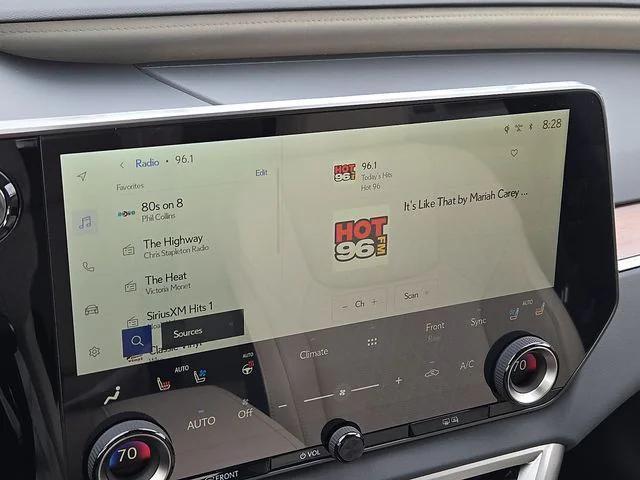 8:28
Radio • 96.1
Edit
Favorites
80s on 8
Phil Collins
The Highway
Chris Stapleton Radio
The Heat
Victoria Monet
SiriusXM Hits 1
Sources
HOT
96
96.1
Today's Hits
Hot 96
It's Like That by Mariah Carey ...
HOT
96 FM
− Ch +
Scan
Climate
Front
Rear
Sync
AUTO
A/C
AUTO
AUTO
AUTO
Off
− +
70
70
VOL
FRONT